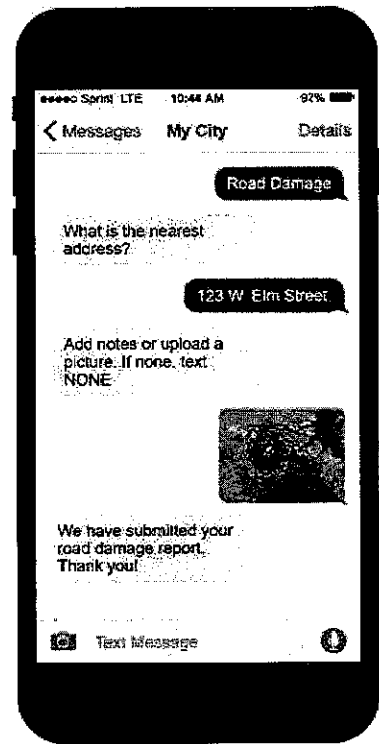 Sprint LTE 10:44 AM 92%
Messages My City Details
Road Damage
What is the nearest
address?
123 W Elm Street
Add notes or upload a
picture. If none, text
NONE
We have submitted your
road damage report.
Thank you!
Text Message